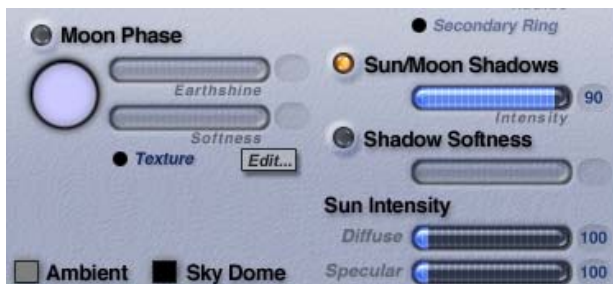 Moon Phase
Earthshine
Softness
Texture
Edit...
Ambient
Sky Dome
Secondary Ring
Sun/Moon Shadows
90
Intensity
Shadow Softness
Sun Intensity
Diffuse 100
Specular 100